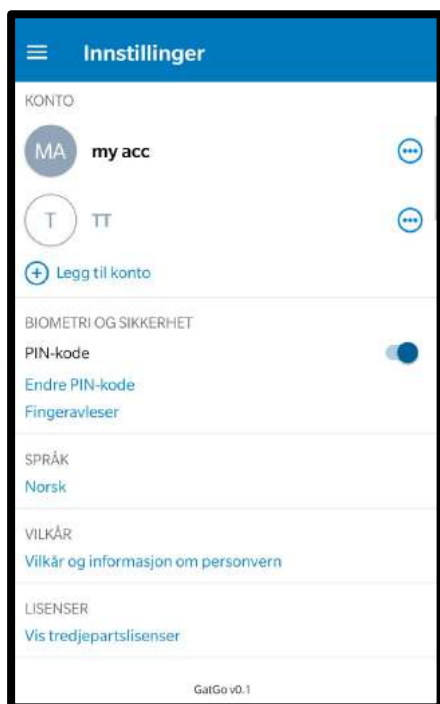 Innstillinger
KONTO
MA my acc
T TT
Legg til konto
BIOMETRI OG SIKKERHET
PIN-kode
Endre PIN-kode
Fingeravleser
SPRÅK
Norsk
VILKÅR
Vilkår og informasjon om personvern
LISENSER
Vis tredjepartslisenser
GatGo v0.1